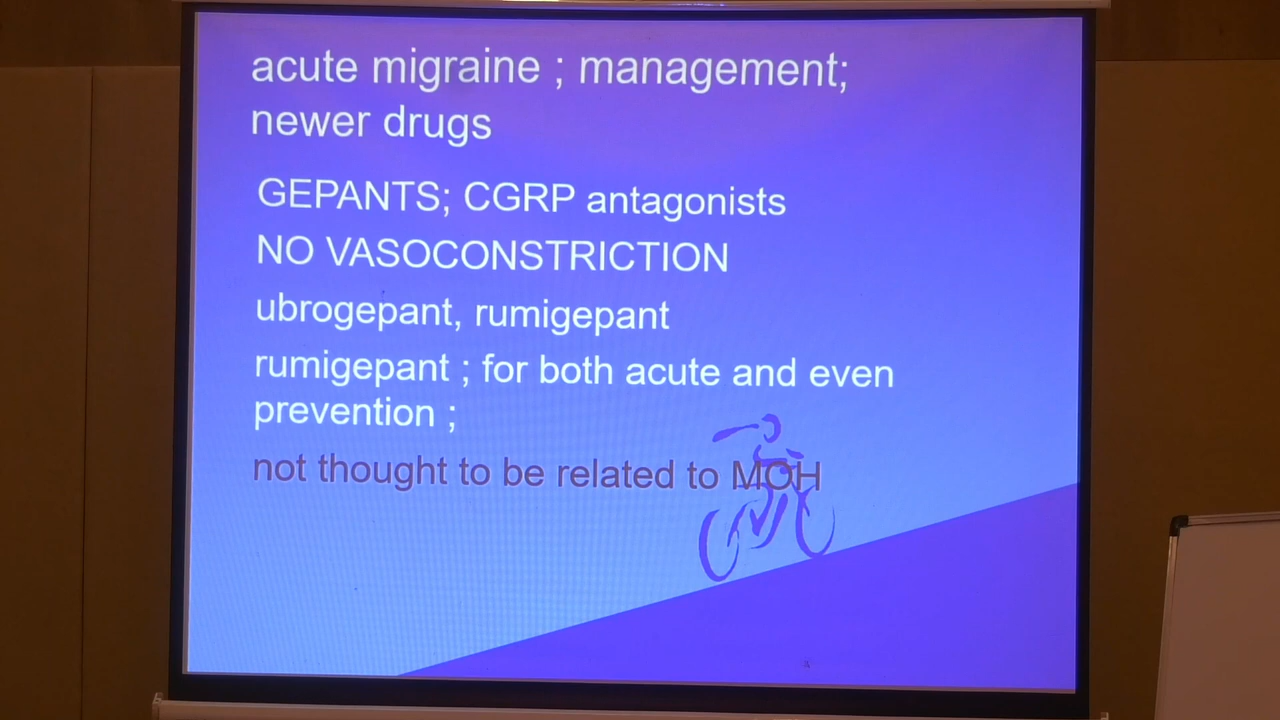 acute migraine ; management;
newer drugs
GEPANTS; CGRP antagonists
NO VASOCONSTRICTION
ubrogepant, rumigepant
rumigepant ; for both acute and even
prevention ;
not thought to be related to MOH